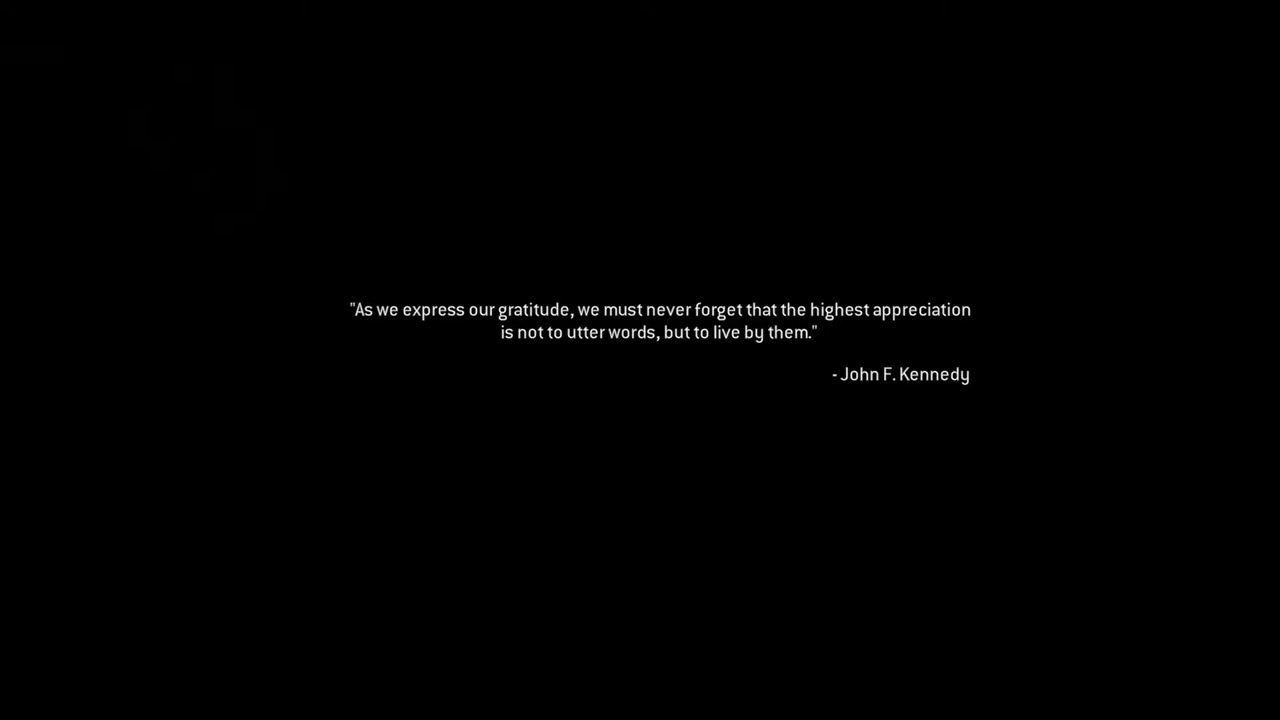 "As we express our gratitude, we must never forget that the highest appreciation
is not to utter words, but to live by them."
- John F. Kennedy